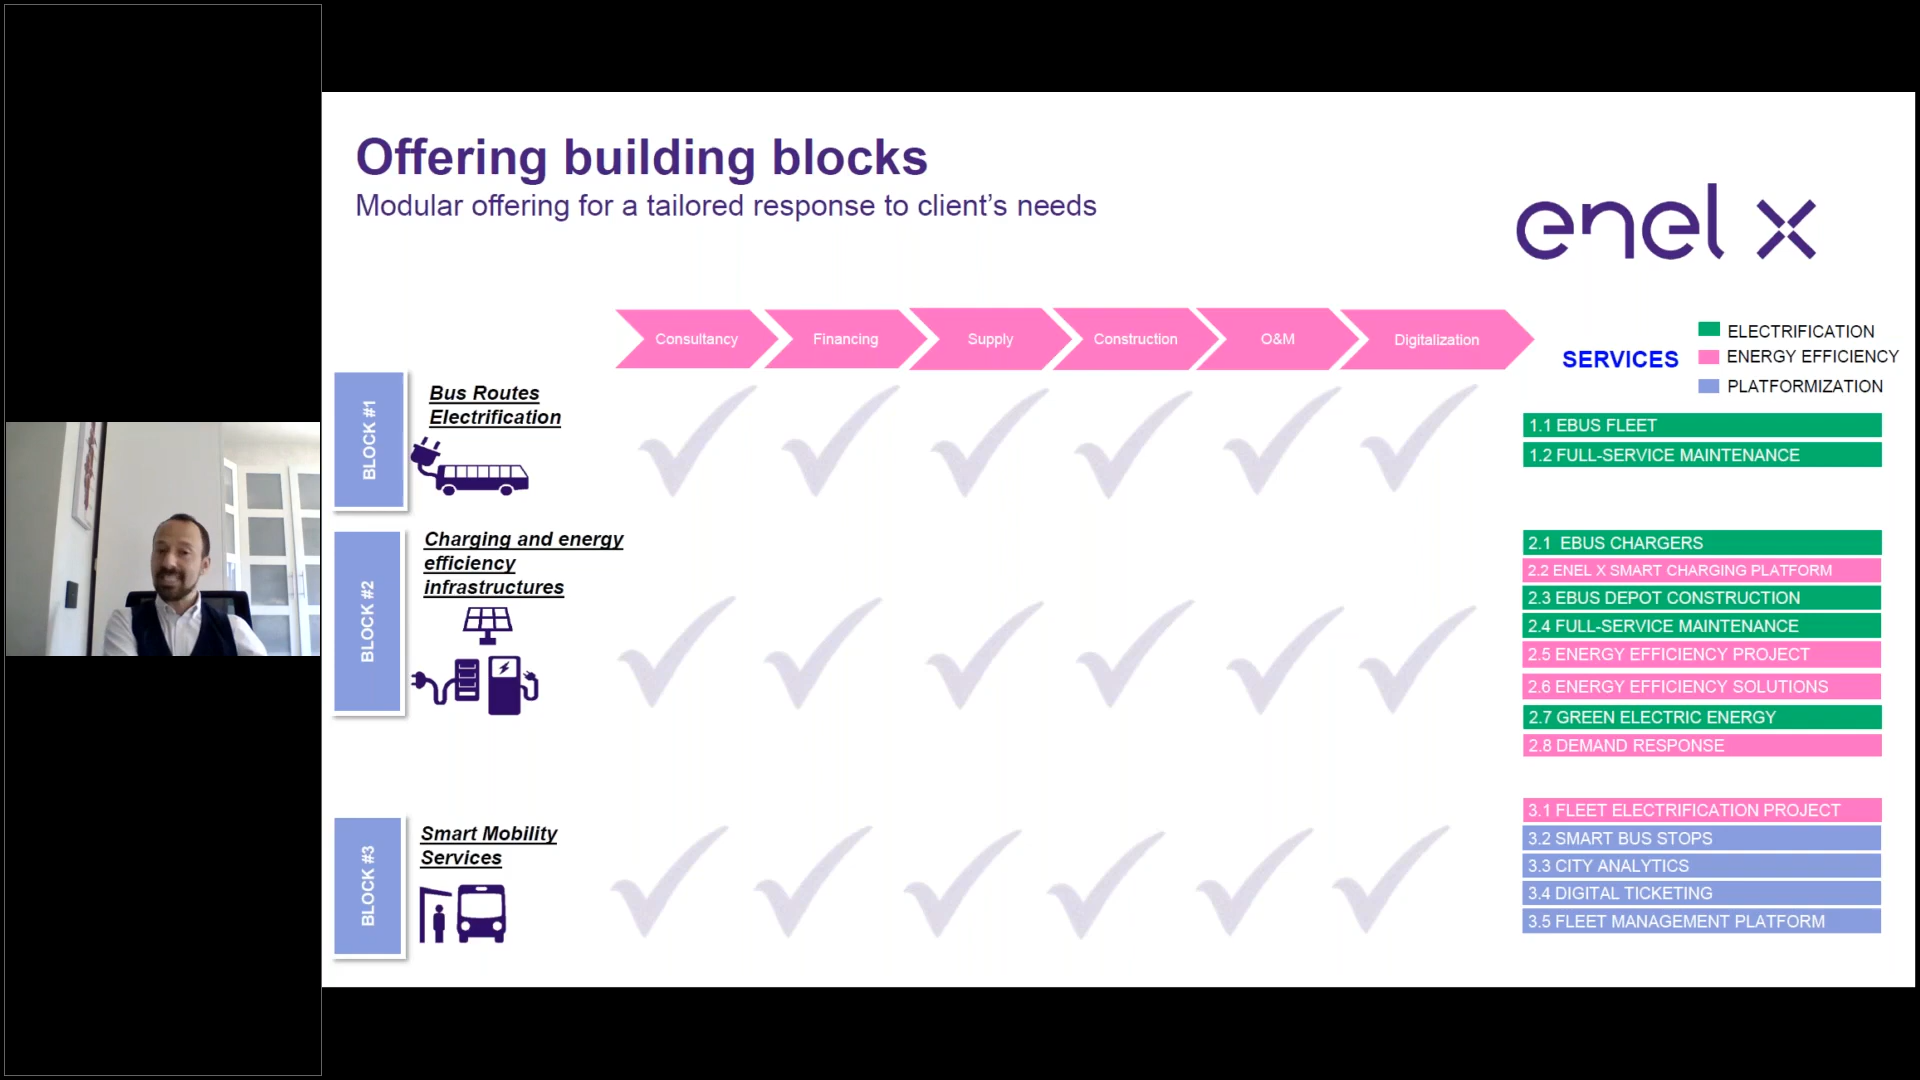 Offering building blocks
Modular offering for a tailored response to client's needs
enel x
Consultancy
Financing
Supply
Construction
O&M
Digitalization
SERVICES
ELECTRIFICATION
ENERGY EFFICIENCY
PLATFORMIZATION
BLOCK #1
Bus Routes
Electrification
1.1 EBUS FLEET
1.2 FULL-SERVICE MAINTENANCE
BLOCK #2
Charging and energy
efficiency
infrastructures
2.1 EBUS CHARGERS
2.2 ENEL X SMART CHARGING PLATFORM
2.3 EBUS DEPOT CONSTRUCTION
2.4 FULL-SERVICE MAINTENANCE
2.5 ENERGY EFFICIENCY PROJECT
2.6 ENERGY EFFICIENCY SOLUTIONS
2.7 GREEN ELECTRIC ENERGY
2.8 DEMAND RESPONSE
BLOCK #3
Smart Mobility
Services
3.1 FLEET ELECTRIFICATION PROJECT
3.2 SMART BUS STOPS
3.3 CITY ANALYTICS
3.4 DIGITAL TICKETING
3.5 FLEET MANAGEMENT PLATFORM